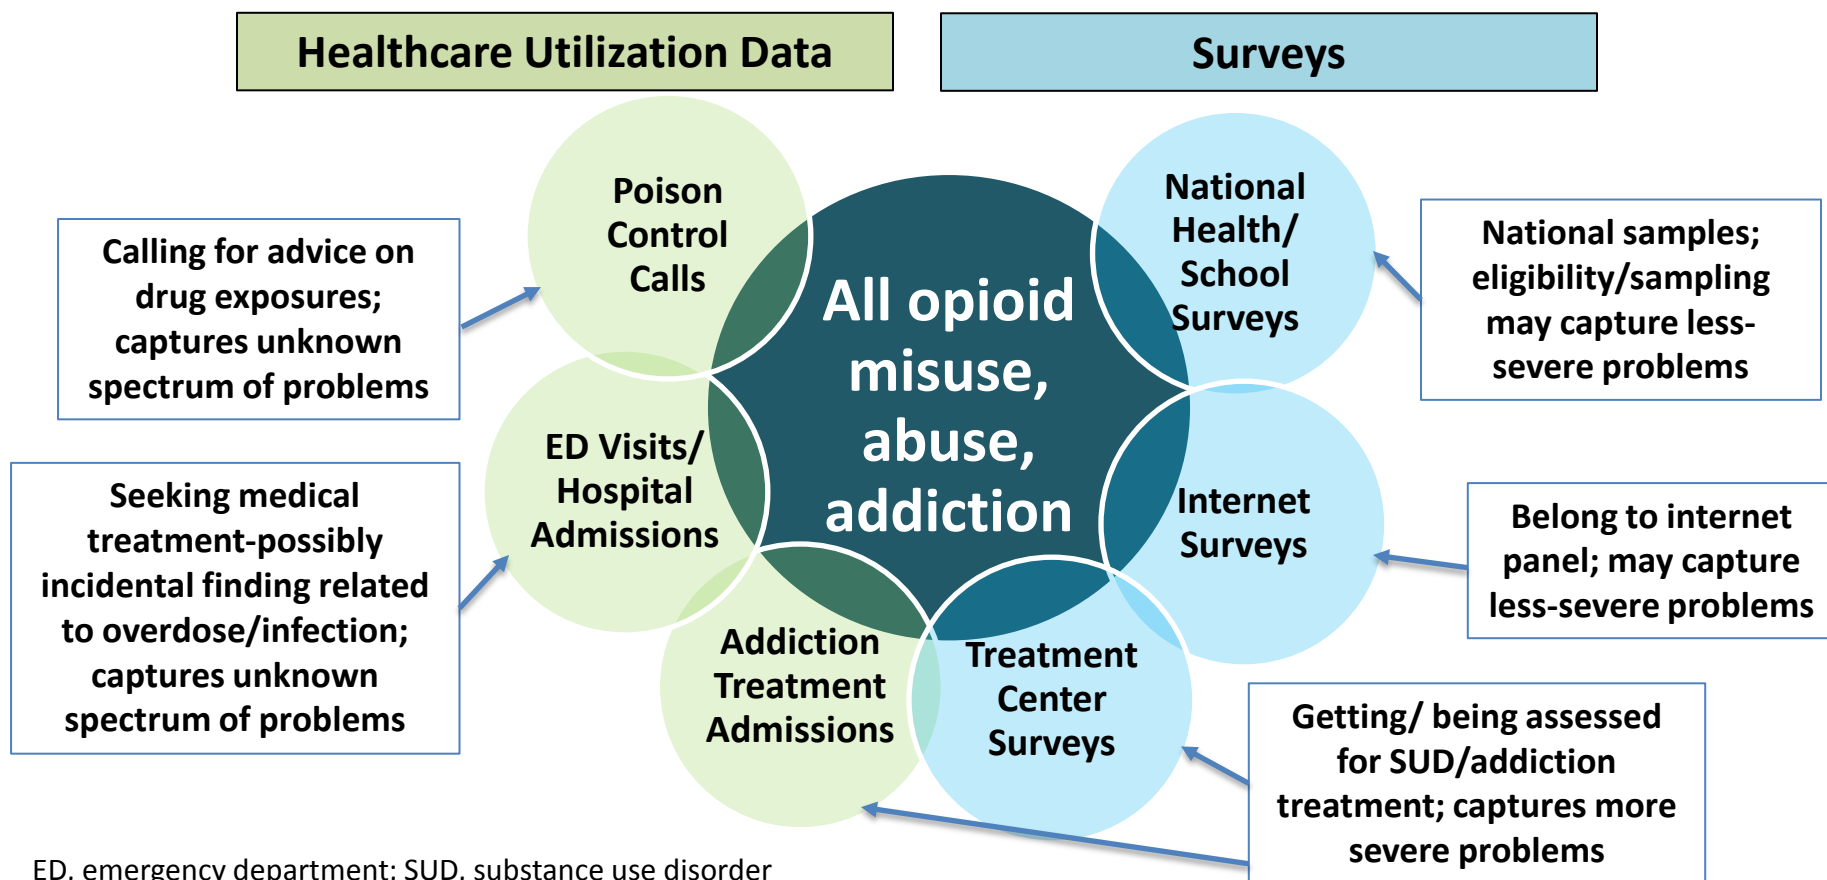 Healthcare Utilization Data
Surveys
Poison
Control
Calls
National
Health/
School
Surveys
Calling for advice on
drug exposures;
captures unknown
spectrum of problems
National samples;
eligibility/sampling
may capture less-
severe problems
All opioid
misuse,
abuse,
addiction
ED Visits/
Hospital
Admissions
Internet
Surveys
Seeking medical
treatment-possibly
incidental finding related
to overdose/infection;
captures unknown
spectrum of problems
Belong to internet
panel; may capture
less-severe problems
Addiction
Treatment
Admissions
Treatment
Center
Surveys
Getting/ being assessed
for SUD/addiction
treatment; captures more
severe problems
ED, emergency department; SUD, substance use disorder